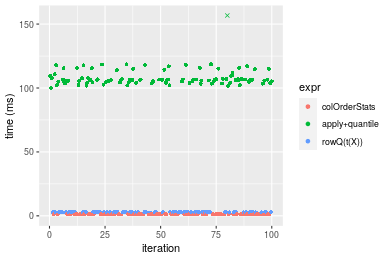 150
100
50
0
time (ms)
0
25
50
75
100
iteration
expr
colOrderStats
apply+quantile
rowQ(t(X))